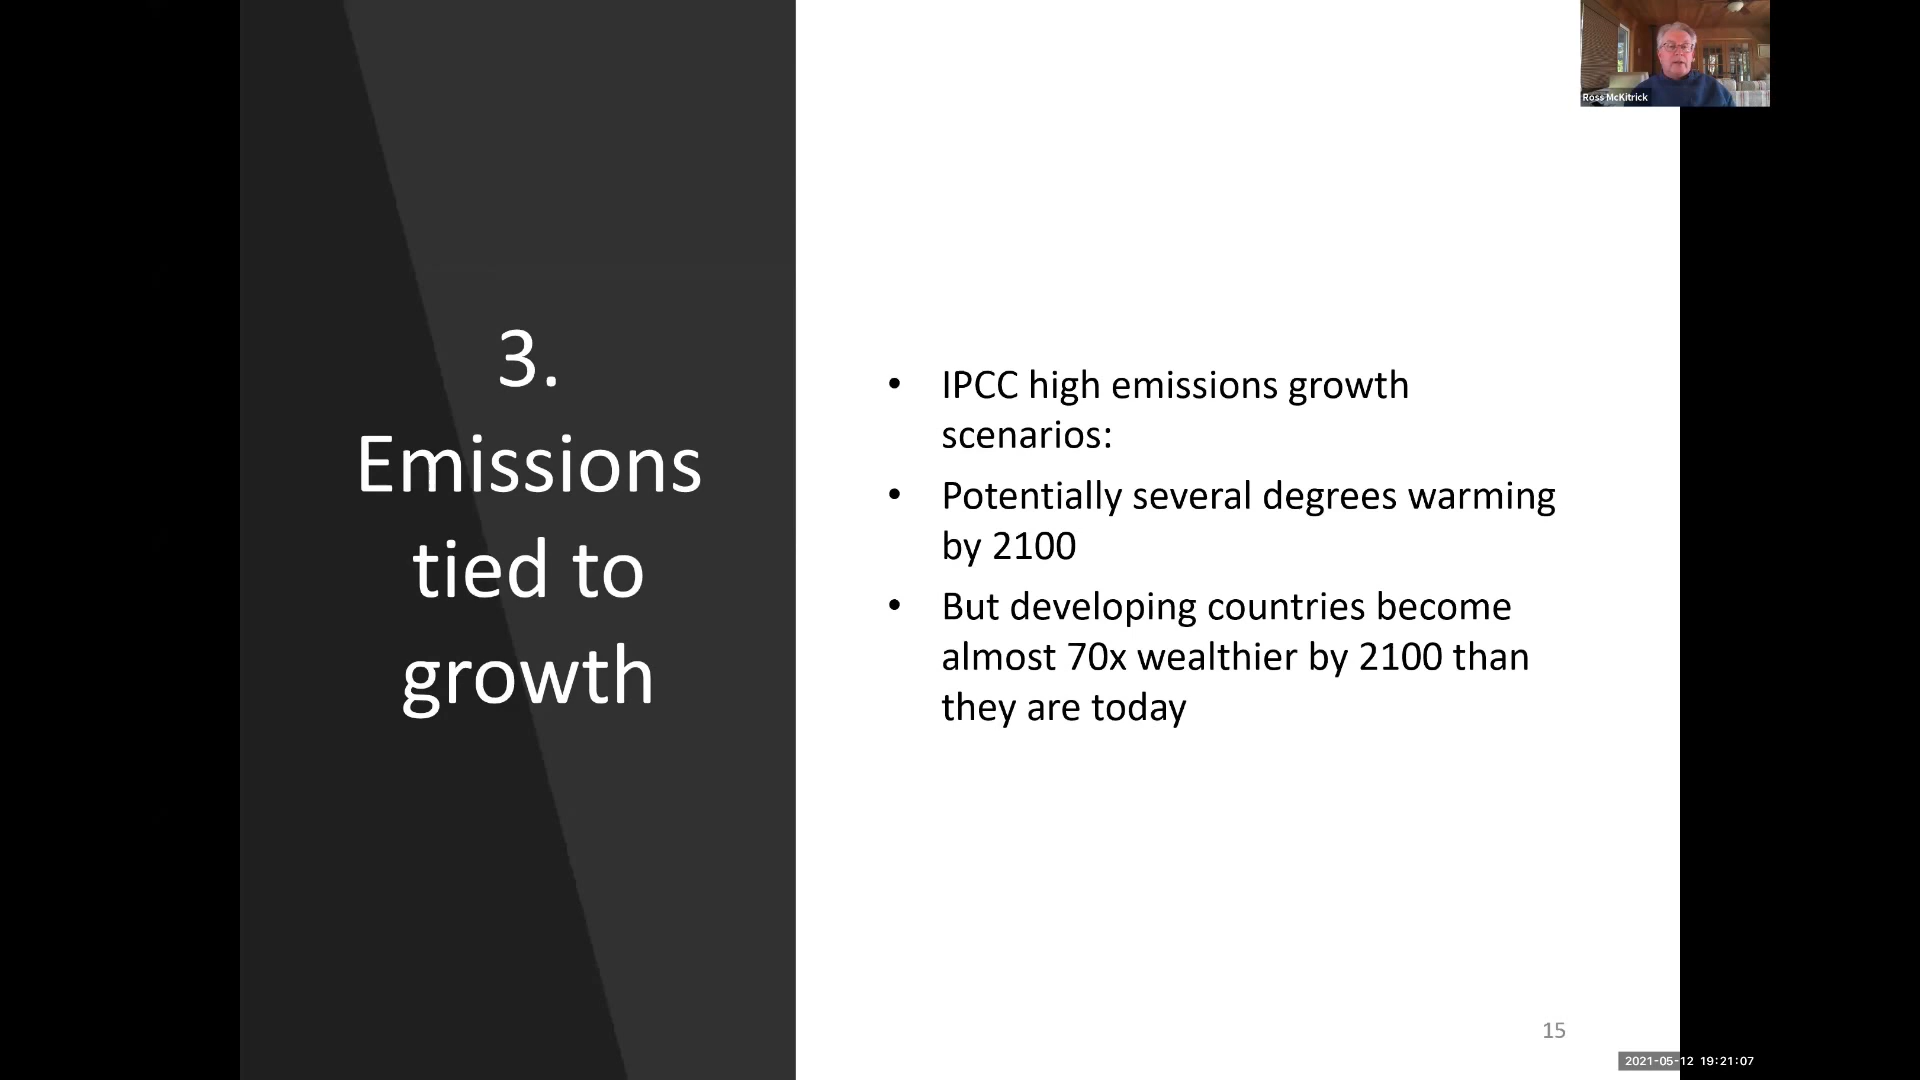 Ross McKitrick
3.
Emissions
tied to
growth
• IPCC high emissions growth
scenarios:
• Potentially several degrees warming
by 2100
• But developing countries become
almost 70x wealthier by 2100 than
they are today
15
2021-05-12 19:21:07